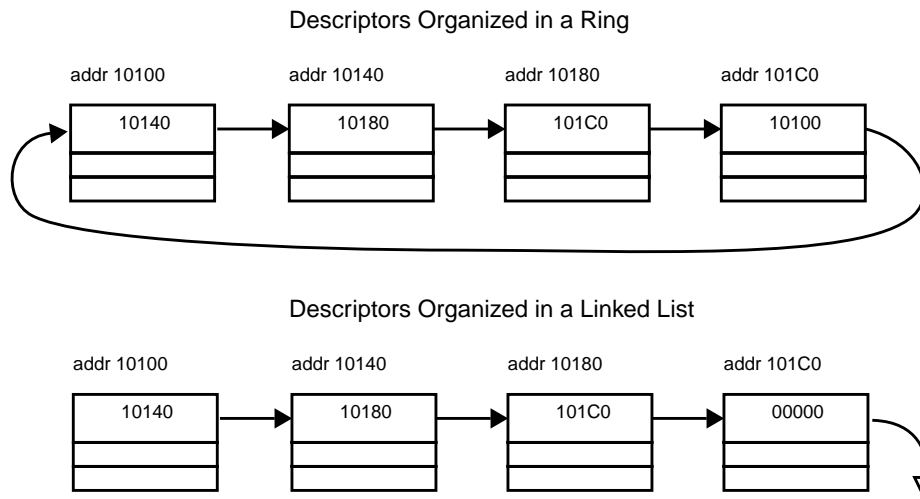 Descriptors Organized in a Ring
addr 10100 addr 10140 addr 10180 addr 101C0
10140 10180 101C0 10100
Descriptors Organized in a Linked List
addr 10100 addr 10140 addr 10180 addr 101C0
10140 10180 101C0 00000